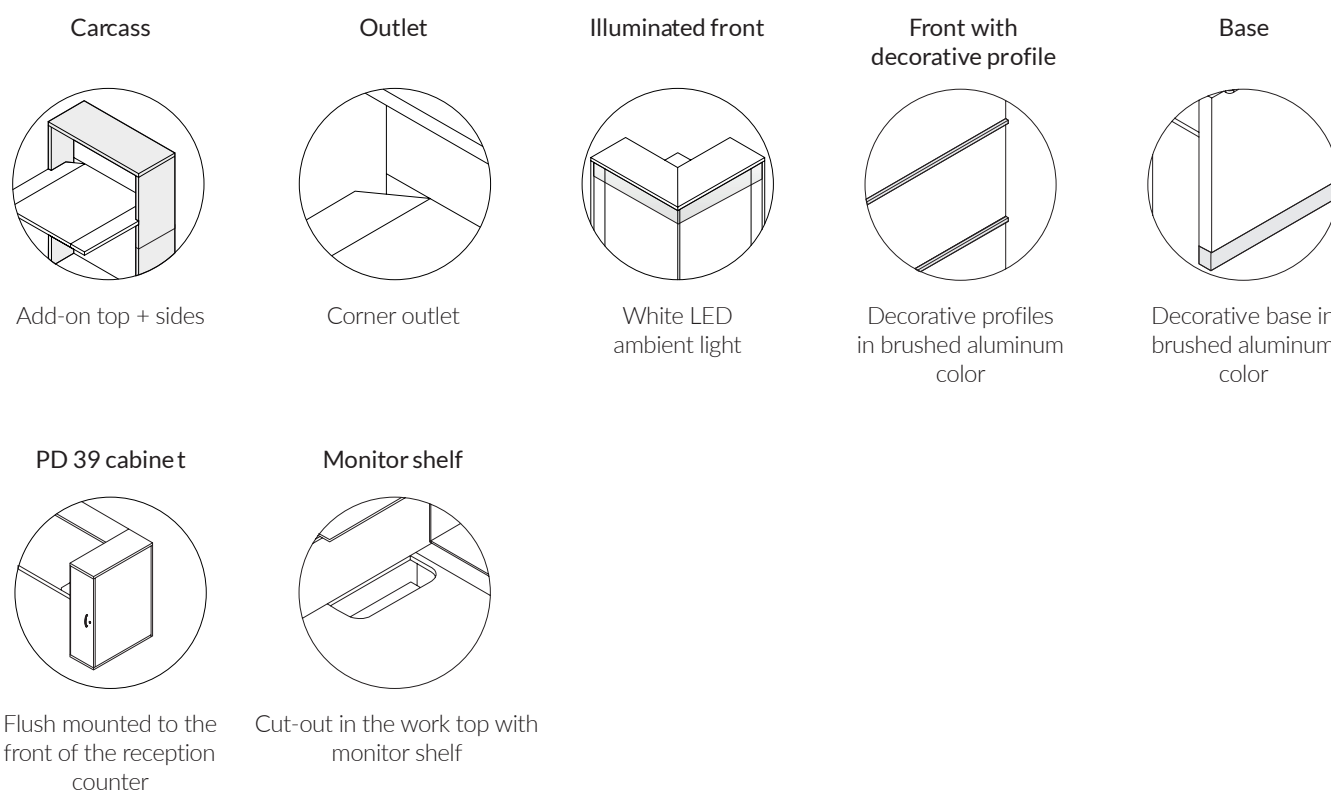 Carcass
Outlet
Illuminated front
Front with
decorative profile
Base
Add-on top + sides
Corner outlet
White LED
ambient light
Decorative profiles
in brushed aluminum
color
Decorative base in
brushed aluminum
color
PD 39 cabinet
Monitor shelf
Flush mounted to the
front of the reception
counter
Cut-out in the work top with
monitor shelf